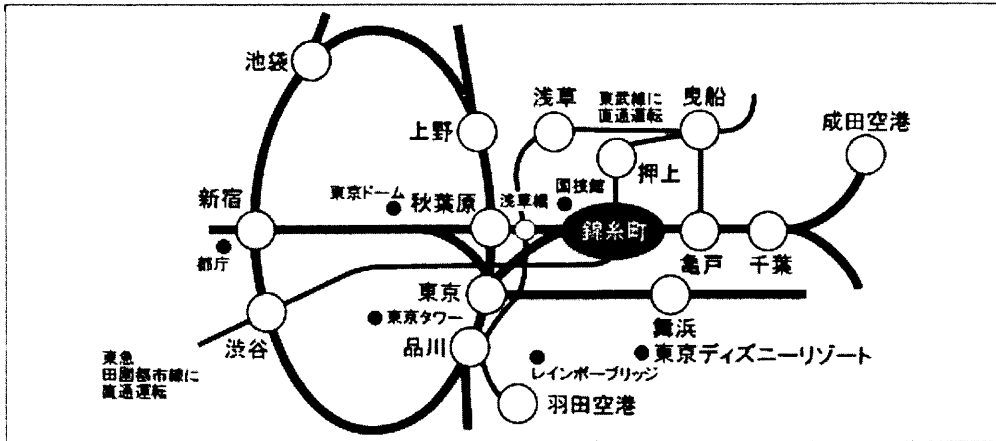 池袋
浅草
東武線に
直通運転
曳船
上野
成田空港
押上
国技館
東京ドーム
秋葉原
浅草橋
新宿
錦糸町
都庁
亀戸
千葉
東京
東京タワー
舞浜
渋谷
品川
東京ディズニーリゾート
東急
田園都市線に
直通運転
レインボーブリッジ
羽田空港